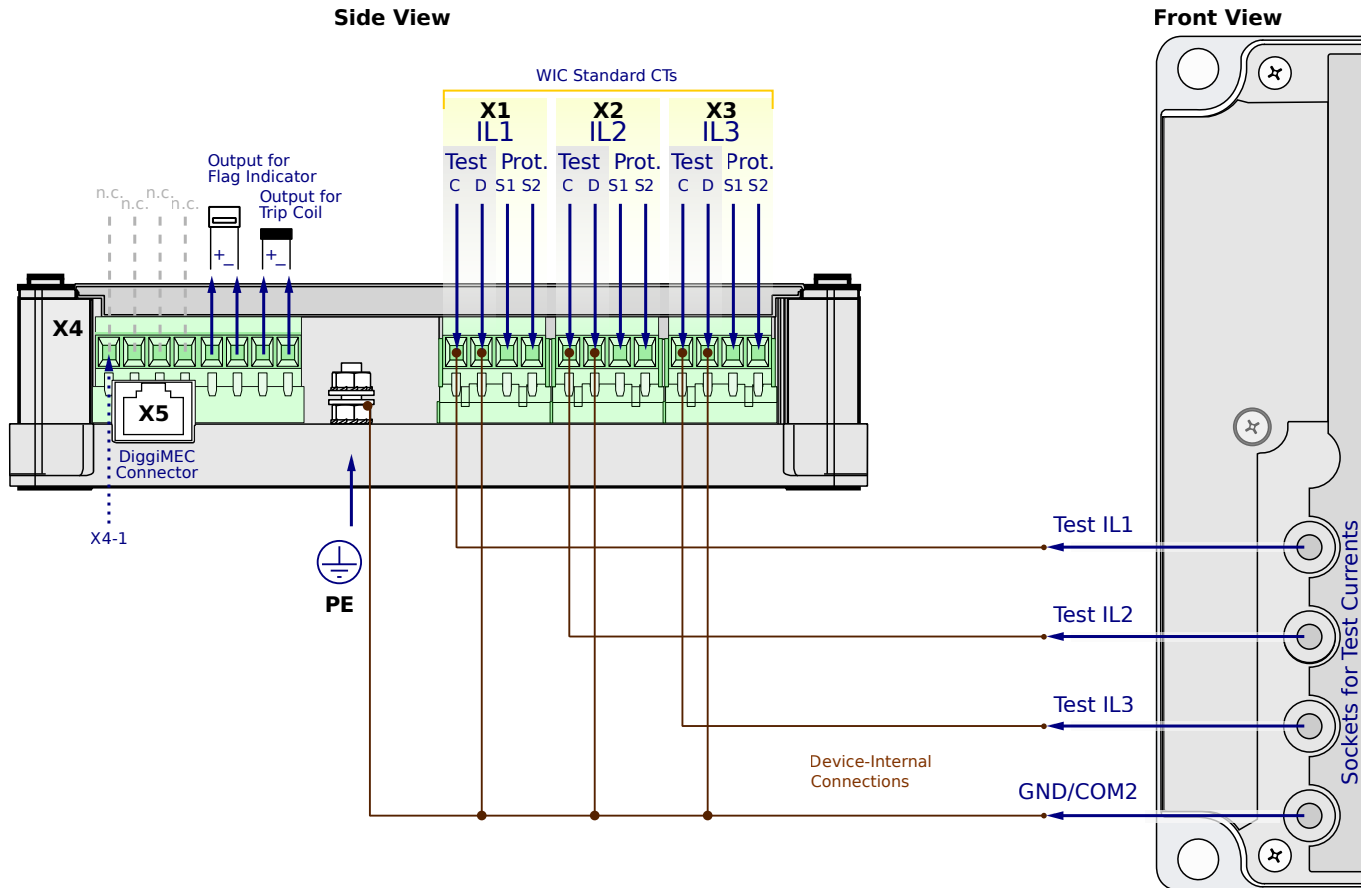 Side View
Front View
WIC Standard CTs
X1
X2
X3
IL1
IL2
IL3
Test Prot.
Test Prot.
Test Prot.
C D S1 S2
C D S1 S2
C D S1 S2
Output for
Flag Indicator
Output for
Trip Coil
n.c.
n.c.
n.c.
n.c.
+
–
+
–
X4
X5
DiggiMEC
Connector
X4-1
PE
Test IL1
Test IL2
Test IL3
Device-Internal
Connections
GND/COM2
Sockets for Test Currents